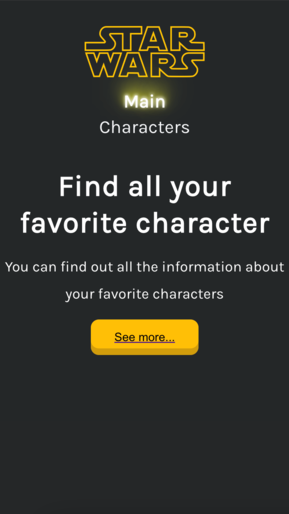 STAR
WARS
Main
Characters
Find all your
favorite character
You can find out all the information about
your favorite characters
See more...